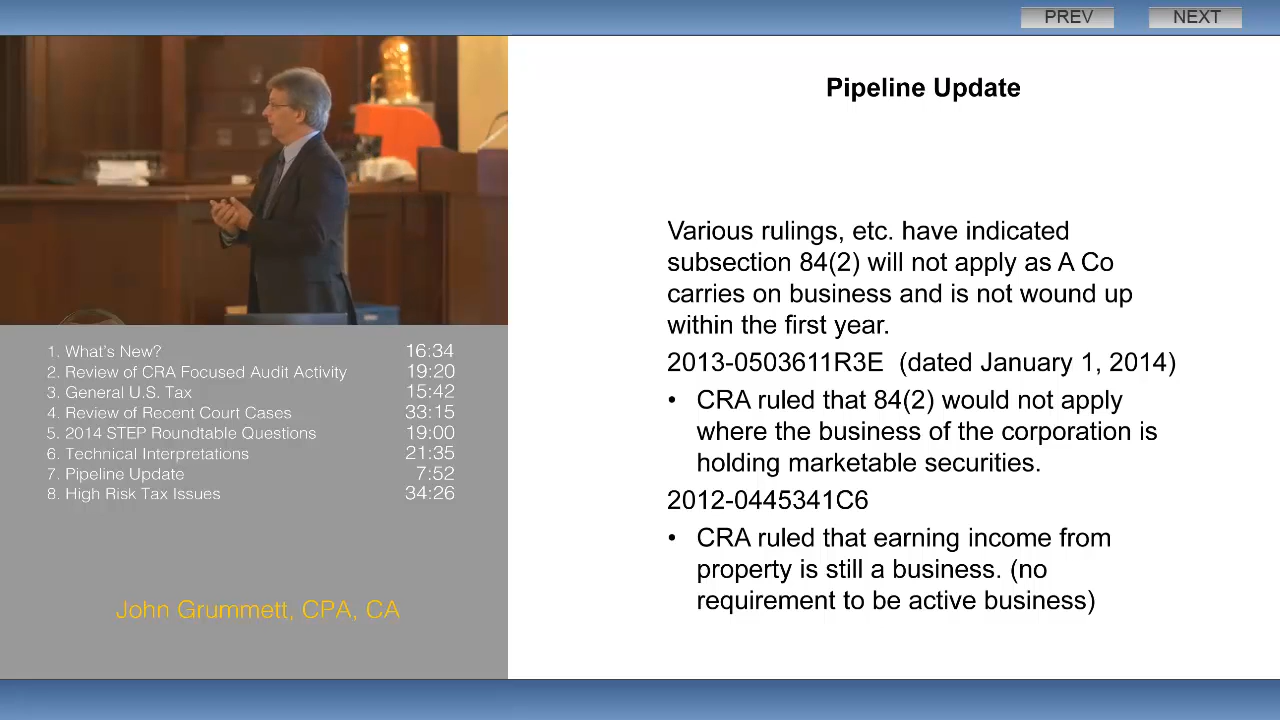 PREV
NEXT
Pipeline Update
Various rulings, etc. have indicated
subsection 84(2) will not apply as A Co
carries on business and is not wound up
within the first year.
2013-0503611R3E (dated January 1, 2014)
• CRA ruled that 84(2) would not apply
where the business of the corporation is
holding marketable securities.
2012-0445341C6
• CRA ruled that earning income from
property is still a business. (no
requirement to be active business)
1. What's New? 16:34
2. Review of CRA Focused Audit Activity 19:20
3. General U.S. Tax 15:42
4. Review of Recent Court Cases 33:15
5. 2014 STEP Roundtable Questions 19:00
6. Technical Interpretations 21:35
7. Pipeline Update 7:52
8. High Risk Tax Issues 34:26
John Grummett, CPA, CA